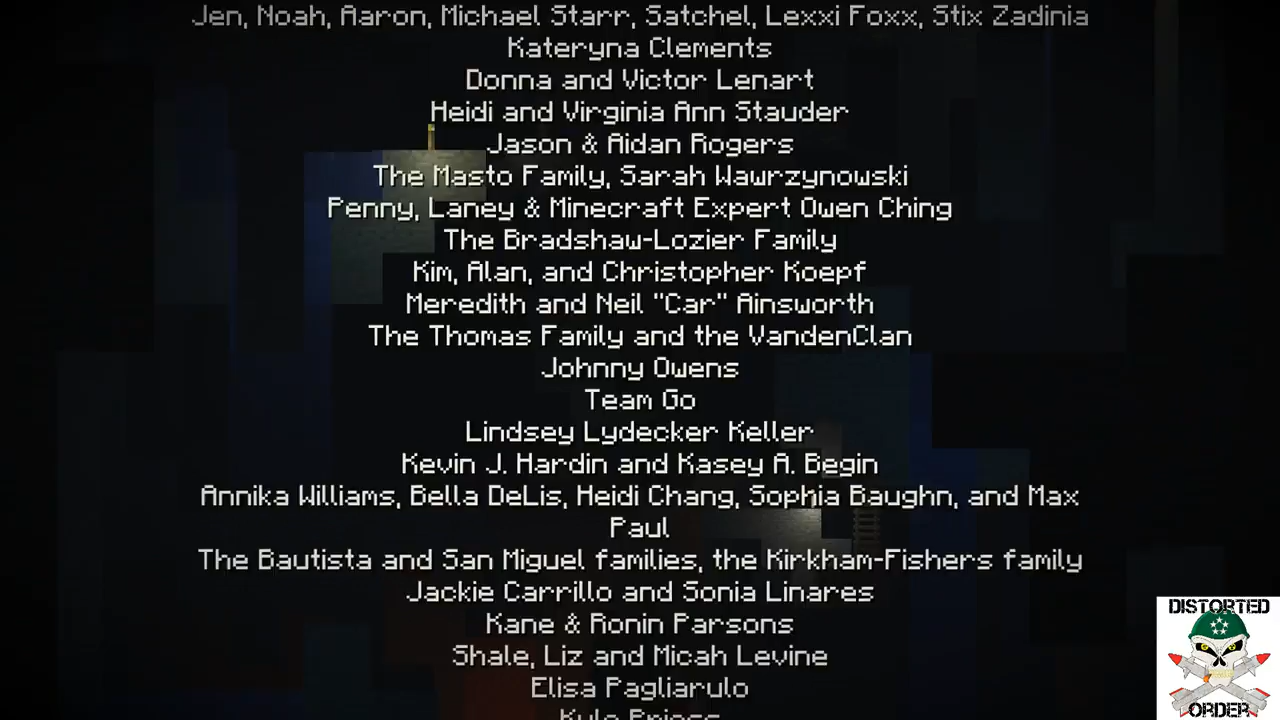 Jen, Noah, Aaron, Michael Starr, Satchel, Lexxi Foxx, Stix Zadinia
Kateryna Clements
Donna and Victor Lenart
Heidi and Virginia Ann Stauder
Jason & Aidan Rogers
The Masto Family, Sarah Wawrzynowski
Penny, Laney & Minecraft Expert Owen Ching
The Bradshaw-Lozier Family
Kim, Alan, and Christopher Koepf
Meredith and Neil "Car" Ainsworth
The Thomas Family and the VandenClan
Johnny Owens
Team Go
Lindsey Lydecker Keller
Kevin J. Hardin and Kasey A. Begin
Annika Williams, Bella DeLis, Heidi Chang, Sophia Baughn, and Max
Paul
The Bautista and San Miguel families, the Kirkham-Fishers family
Jackie Carrillo and Sonia Linares
Kane & Ronin Parsons
Shale, Liz and Micah Levine
Elisa Pagliarulo
DISTORTED
ORDER